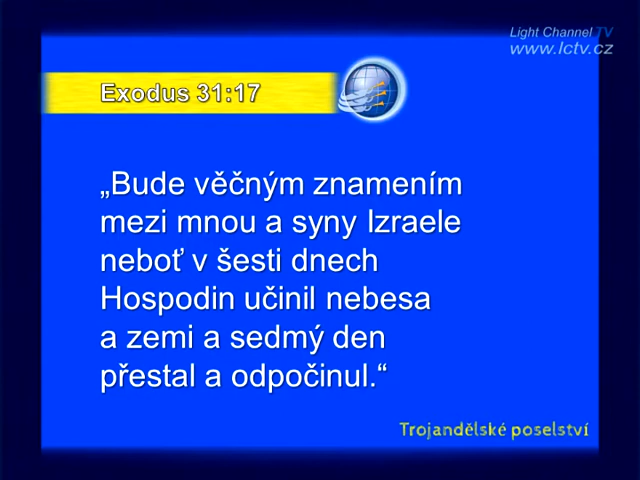 Light Channel TV
www.lctv.cz
Exodus 31:17
„Bude věčným znamením
mezi mnou a syny Izraele
neboť v šesti dnech
Hospodin učinil nebesa
a zemi a sedmý den
přestal a odpočinul.“
Trojandělské poselství